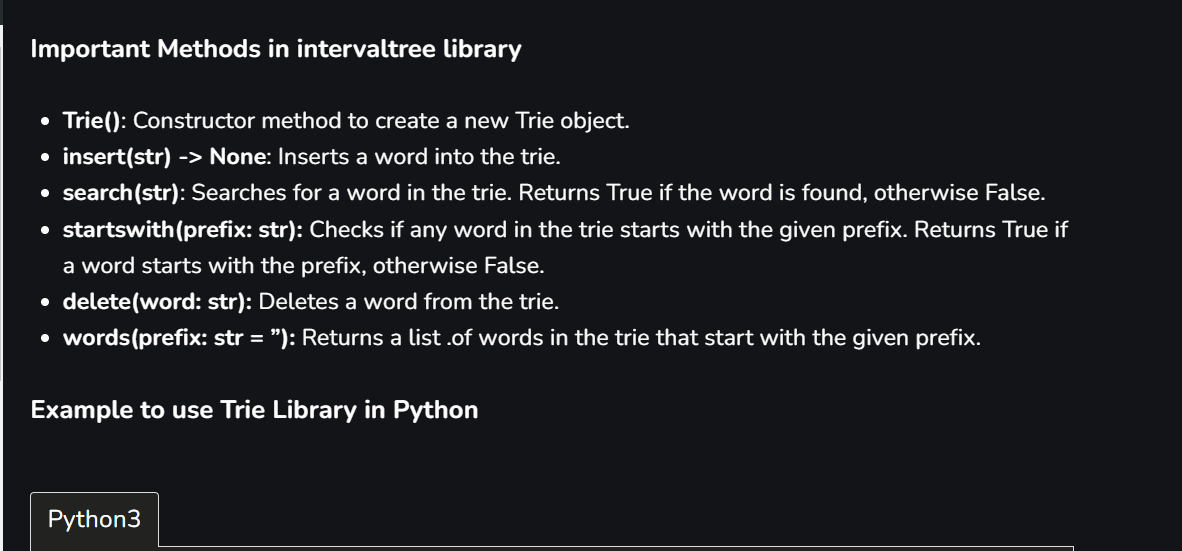 Important Methods in intervaltree library
• Trie(): Constructor method to create a new Trie object.
• insert(str) -> None: Inserts a word into the trie.
• search(str): Searches for a word in the trie. Returns True if the word is found, otherwise False.
• startswith(prefix: str): Checks if any word in the trie starts with the given prefix. Returns True if
a word starts with the prefix, otherwise False.
• delete(word: str): Deletes a word from the trie.
• words(prefix: str = ”): Returns a list .of words in the trie that start with the given prefix.
Example to use Trie Library in Python
Python3